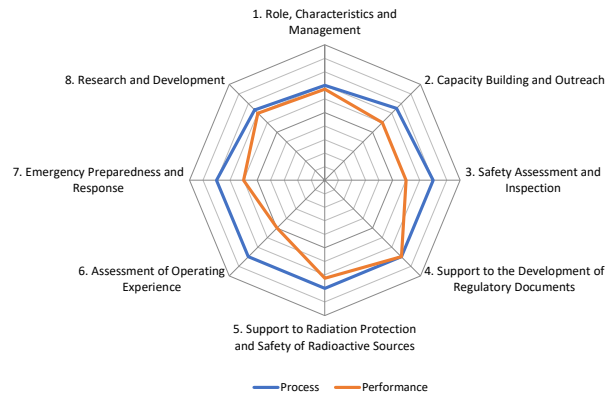 1. Role, Characteristics and
Management
8. Research and Development
2. Capacity Building and Outreach
7. Emergency Preparedness and
Response
3. Safety Assessment and
Inspection
6. Assessment of Operating
Experience
4. Support to the Development of
Regulatory Documents
5. Support to Radiation Protection
and Safety of Radioactive Sources
Process
Performance